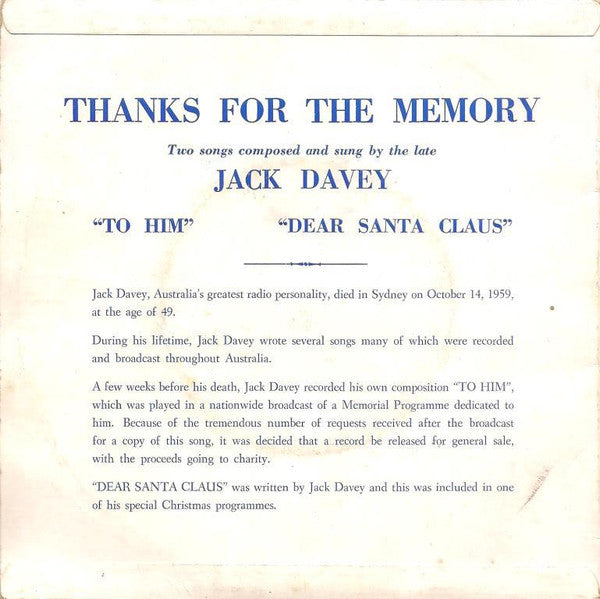 THANKS FOR THE MEMORY
Two songs composed and sung by the late
JACK DAVEY
“TO HIM” “DEAR SANTA CLAUS”
Jack Davey, Australia's greatest radio personality, died in Sydney on October 14, 1959,
at the age of 49.
During his lifetime, Jack Davey wrote several songs many of which were recorded
and broadcast throughout Australia.
A few weeks before his death, Jack Davey recorded his own composition “TO HIM”,
which was played in a nationwide broadcast of a Memorial Programme dedicated to
him. Because of the tremendous number of requests received after the broadcast
for a copy of this song, it was decided that a record be released for general sale,
with the proceeds going to charity.
“DEAR SANTA CLAUS” was written by Jack Davey and this was included in one
of his special Christmas programmes.